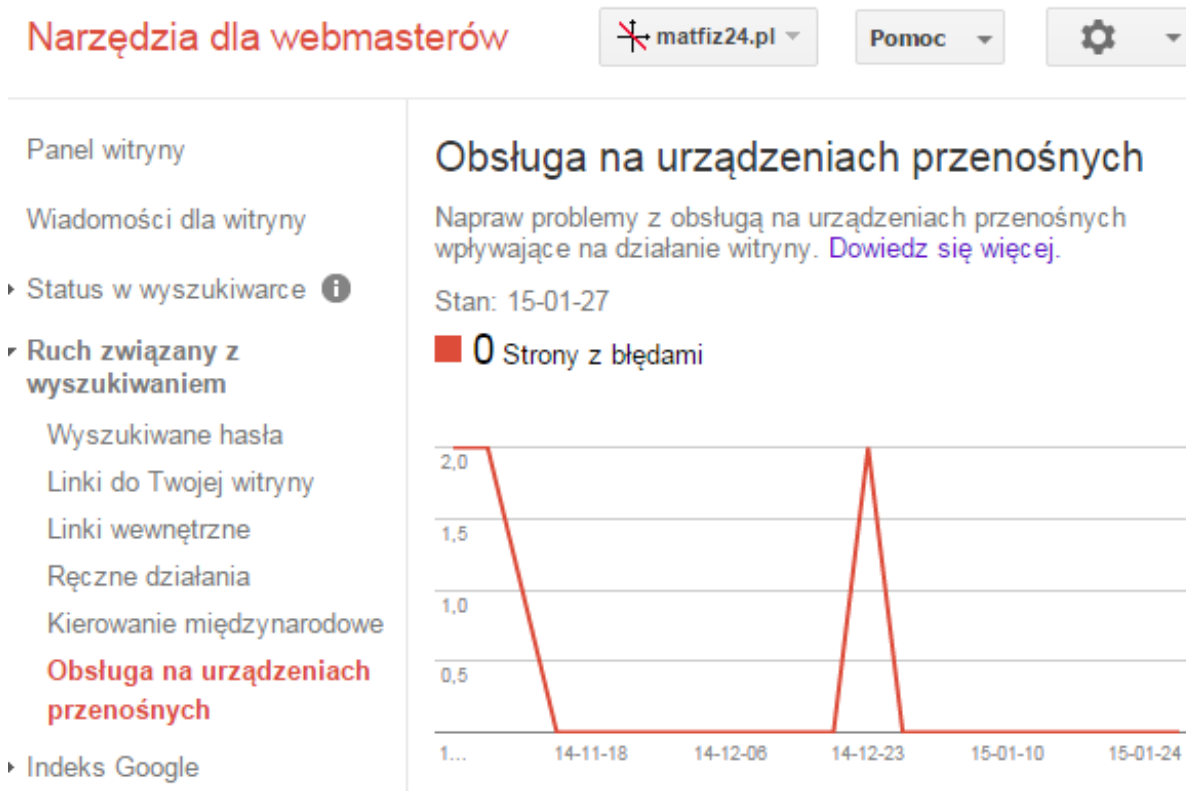 Narzędzia dla webmasterów
matfiz24.pl
Pomoc
Panel witryny
Wiadomości dla witryny
Status w wyszukiwarce
Ruch związany z
wyszukiwaniem
Wyszukiwane hasła
Linki do Twojej witryny
Linki wewnętrzne
Ręczne działania
Kierowanie międzynarodowe
Obsługa na urządzeniach
przenośnych
Indeks Google
Obsługa na urządzeniach przenośnych
Napraw problemy z obsługą na urządzeniach przenośnych
wpływające na działanie witryny. Dowiedz się więcej.
Stan: 15-01-27
0 Strony z błędami
2,0
1,5
1,0
0,5
1...
14-11-18
14-12-06
14-12-23
15-01-10
15-01-24